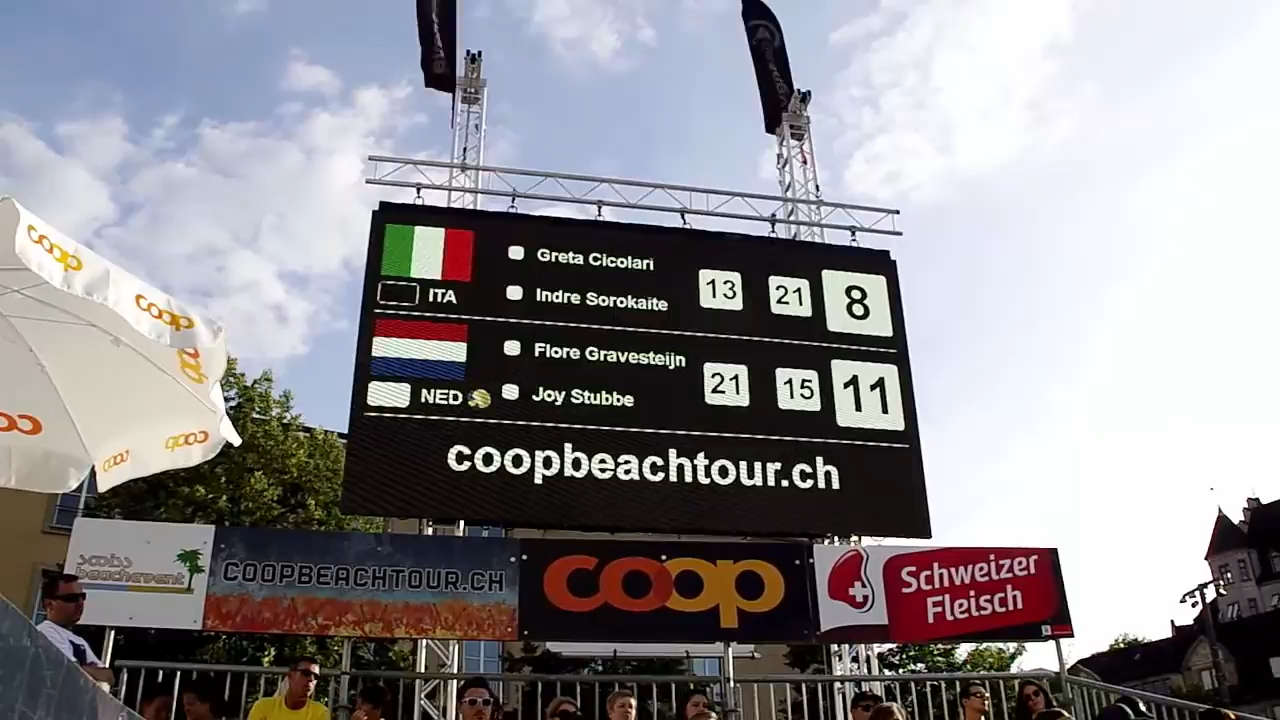 Greta Cicolari
ITA
Indre Sorokaite
13 21 8
Flore Gravesteijn
NED
Joy Stubbe
21 15 11
coopbeachtour.ch
coop
coop
coop
coop
coop
swiss
beachevent
COOPBEACHTOUR.CH
coop
Schweizer
Fleisch